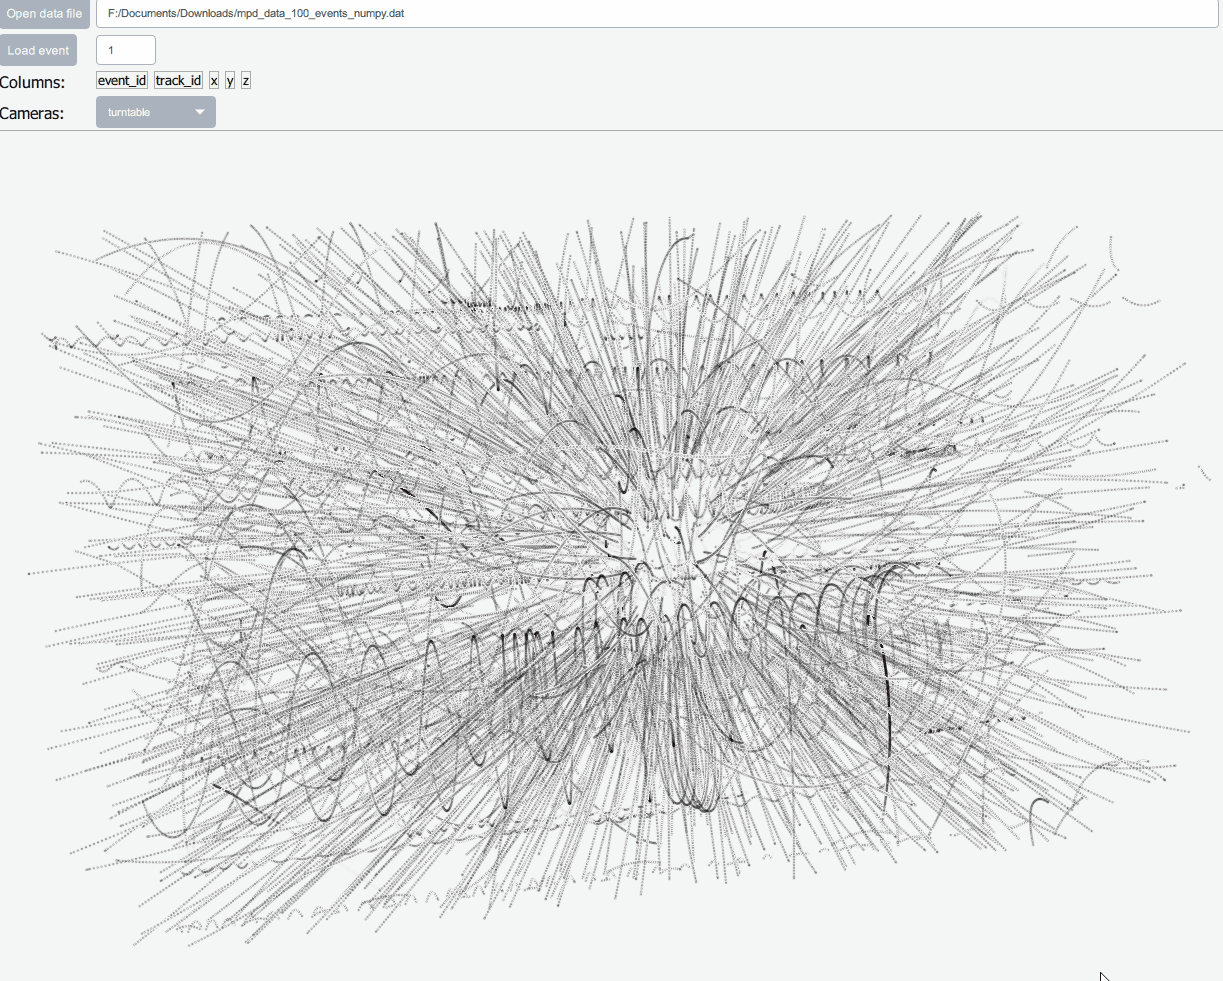 Open data file F:/Documents/Downloads/mpd_data_100_events_numpy.dat
Load event 1
Columns: event_id track_id x y z
Cameras: turntable